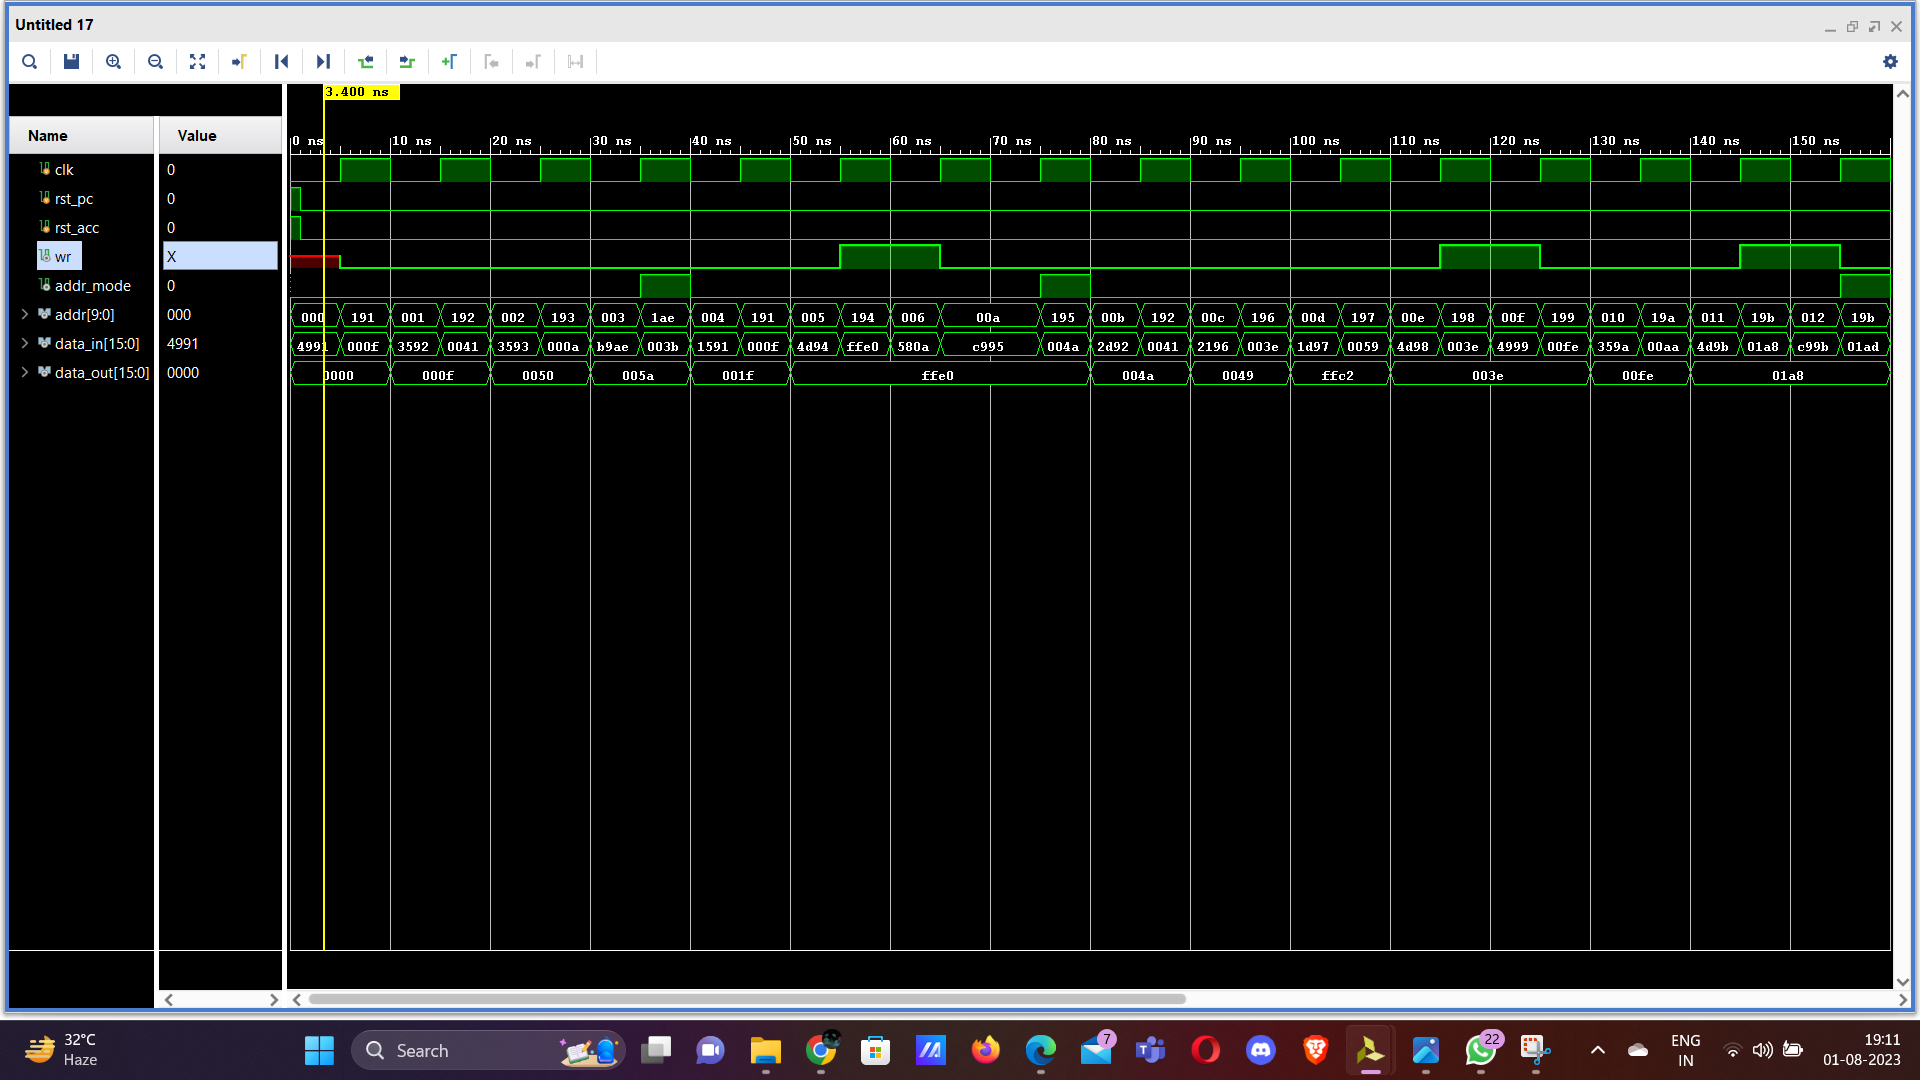 Untitled 17
3.400 ns
Name Value
0 ns 10 ns 20 ns 30 ns 40 ns 50 ns 60 ns 70 ns 80 ns 90 ns 100 ns 110 ns 120 ns 130 ns 140 ns 150 ns
clk 0
rst_pc 0
rst_acc 0
wr X
addr_mode 0
addr[9:0] 000 000 191 001 192 002 193 003 1ae 004 191 005 194 006 00a 195 00b 192 00c 196 00d 197 00e 198 00f 199 010 19a 011 19b 012 19b
data_in[15:0] 4991 4991 000f 3592 0041 3593 000a b9ae 003b 1591 000f 4d94 ffe0 580a c995 004a 2d92 0041 2196 003e 1d97 0059 4d98 003e 4999 00fe 359a 00aa 4d9b 01a8 c99b 01ad
data_out[15:0] 0000 0000 000f 0050 005a 001f ffe0 004a 0049 ffc2 003e 00fe 01a8
32°C
Haze
Search
7
22
ENG
IN
19:11
01-08-2023